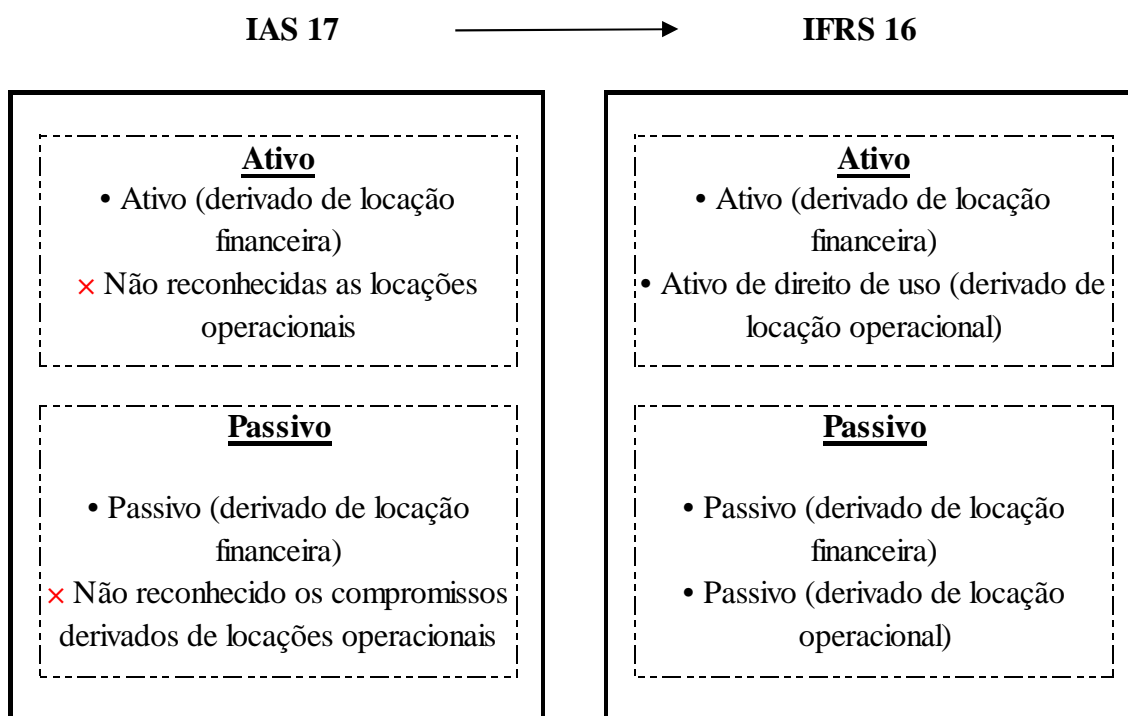 IAS 17
IFRS 16
Ativo
• Ativo (derivado de locação
financeira)
× Não reconhecidas as locações
operacionais
Passivo
• Passivo (derivado de locação
financeira)
× Não reconhecido os compromissos
derivados de locações operacionais
Ativo
• Ativo (derivado de locação
financeira)
• Ativo de direito de uso (derivado de
locação operacional)
Passivo
• Passivo (derivado de locação
financeira)
• Passivo (derivado de locação
operacional)